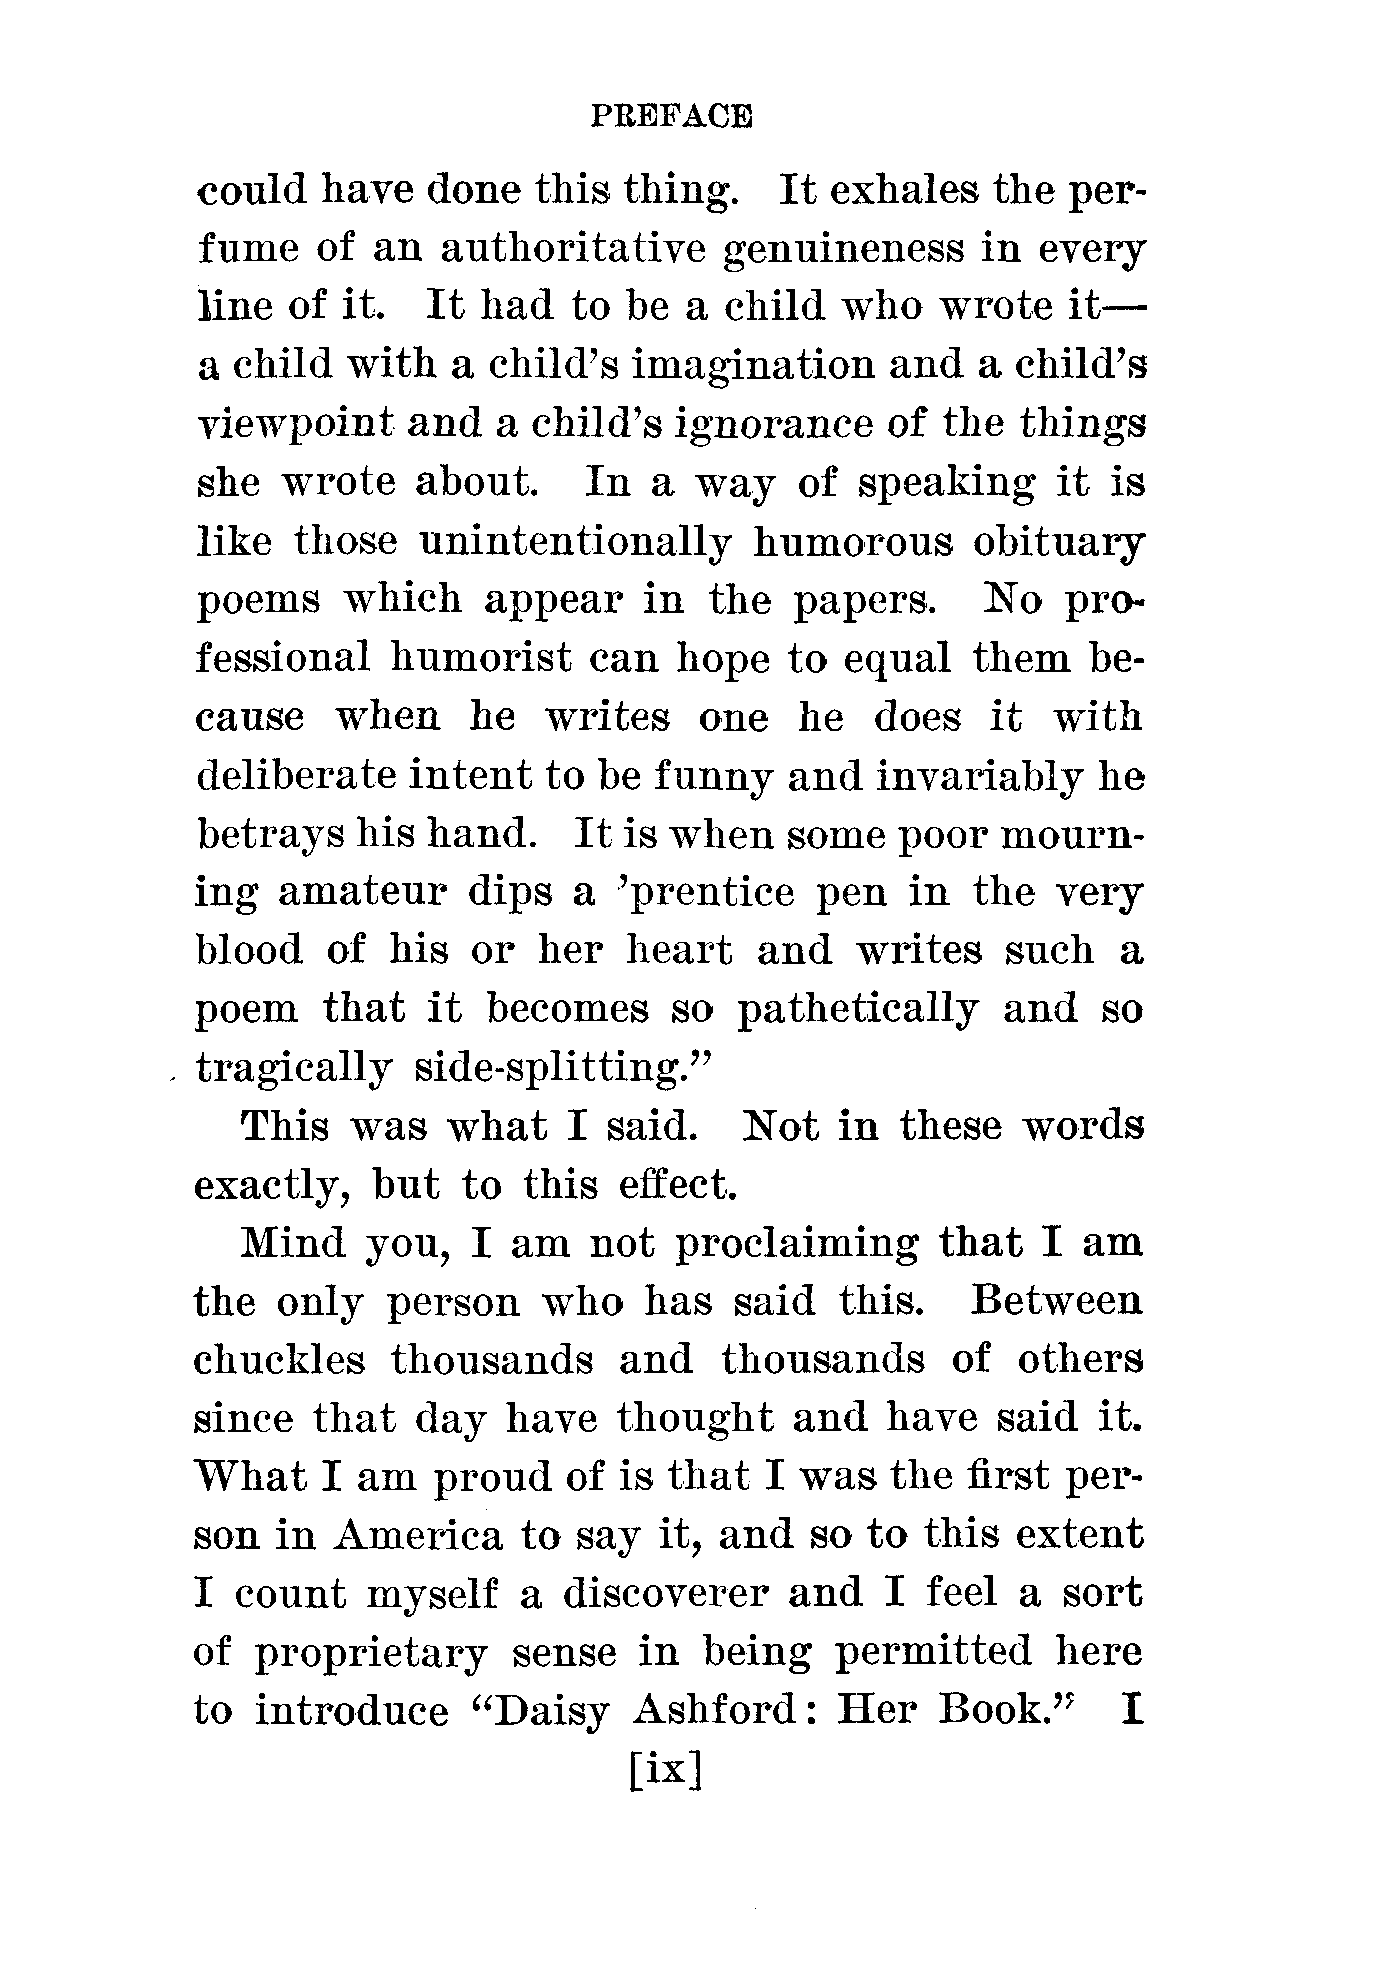 PREFACE
could have done this thing. It exhales the per-
fume of an authoritative genuineness in every
line of it. It had to be a child who wrote it—
a child with a child's imagination and a child's
viewpoint and a child's ignorance of the things
she wrote about. In a way of speaking it is
like those unintentionally humorous obituary
poems which appear in the papers. No pro-
fessional humorist can hope to equal them be-
cause when he writes one he does it with
deliberate intent to be funny and invariably he
betrays his hand. It is when some poor mourn-
ing amateur dips a ’prentice pen in the very
blood of his or her heart and writes such a
poem that it becomes so pathetically and so
tragically side-splitting.”
This was what I said. Not in these words
exactly, but to this effect.
Mind you, I am not proclaiming that I am
the only person who has said this. Between
chuckles thousands and thousands of others
since that day have thought and have said it.
What I am proud of is that I was the first per-
son in America to say it, and so to this extent
I count myself a discoverer and I feel a sort
of proprietary sense in being permitted here
to introduce “Daisy Ashford: Her Book.” I
[ix]